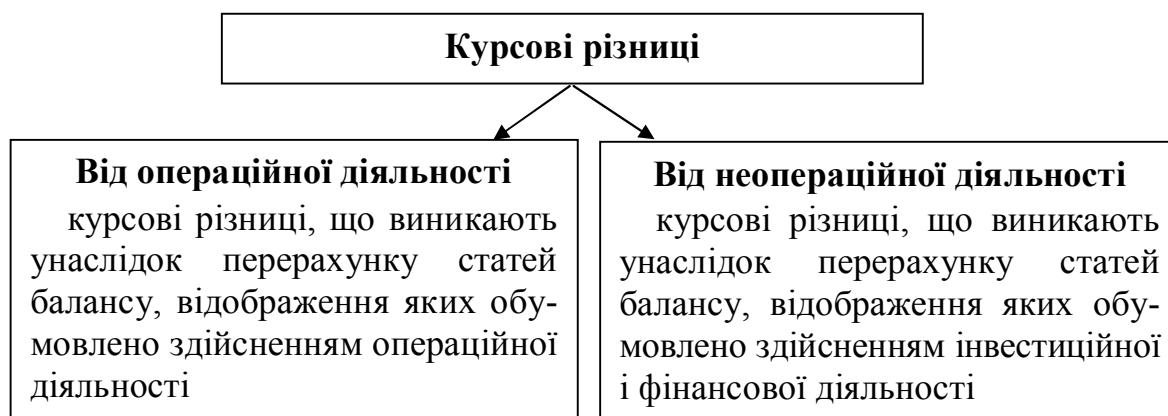 Курсові різниці
Від операційної діяльності
курсові різниці, що виникають
унаслідок перерахунку статей
балансу, відображення яких обу-
мовлено здійсненням операційної
діяльності
Від неопераційної діяльності
курсові різниці, що виникають
унаслідок перерахунку статей
балансу, відображення яких обу-
мовлено здійсненням інвестиційної
і фінансової діяльності